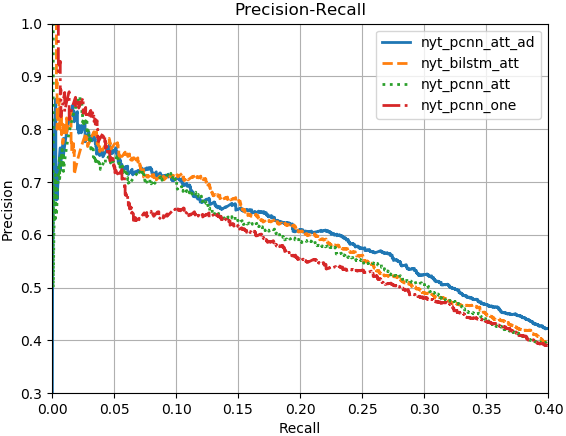 Precision-Recall
nyt_pcnn_att_ad
nyt_bilstm_att
nyt_pcnn_att
nyt_pcnn_one
Precision
1.0
0.9
0.8
0.7
0.6
0.5
0.4
0.3
0.00 0.05 0.10 0.15 0.20 0.25 0.30 0.35 0.40
Recall